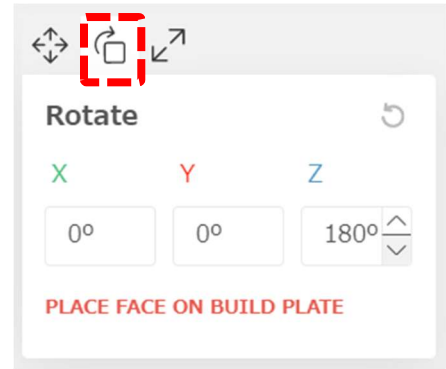 Rotate
X Y Z
0º 0º 180º
PLACE FACE ON BUILD PLATE